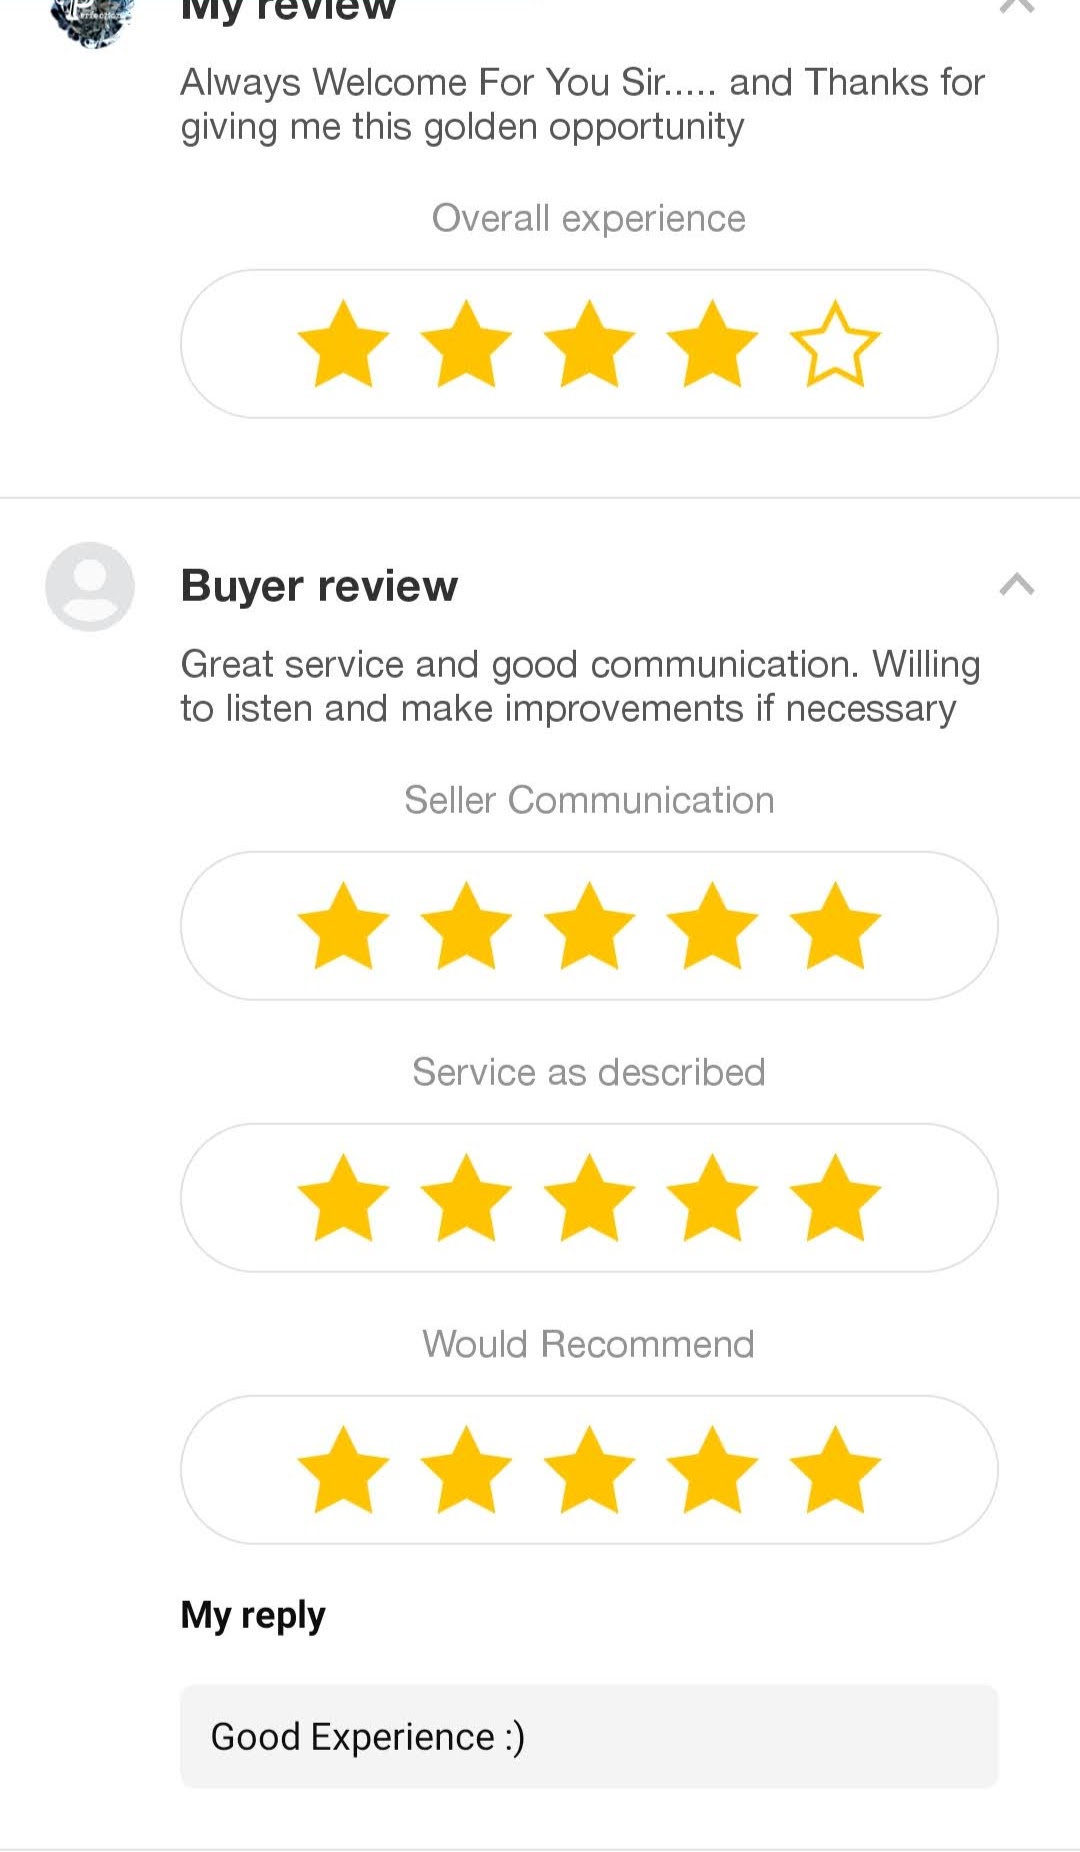 My review
Always Welcome For You Sir..... and Thanks for
giving me this golden opportunity
Overall experience
Buyer review
Great service and good communication. Willing
to listen and make improvements if necessary
Seller Communication
Service as described
Would Recommend
My reply
Good Experience :)